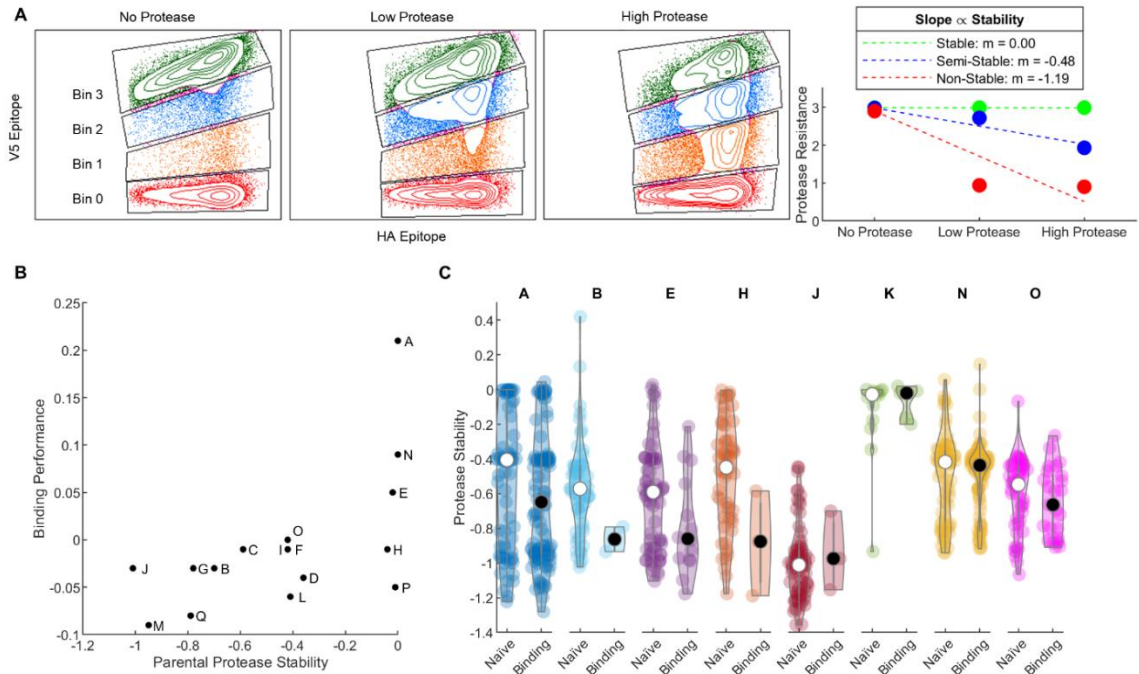 A
No Protease
Low Protease
High Protease
V5 Epitope
Bin 3
Bin 2
Bin 1
Bin 0
HA Epitope
Slope ∝ Stability
Stable: m = 0.00
Semi-Stable: m = -0.48
Non-Stable: m = -1.19
Protease Resistance
3
2
1
0
No Protease
Low Protease
High Protease
B
Binding Performance
0.25
0.2
0.15
0.1
0.05
0
-0.05
-0.1
A
N
E
O
I
F
C
H
J
G
B
D
P
L
Q
M
-1.2
-1
-0.8
-0.6
-0.4
-0.2
0
Parental Protease Stability
C
A
B
E
H
J
K
N
O
Protease Stability
0.4
0.2
0
-0.2
-0.4
-0.6
-0.8
-1
-1.2
-1.4
Naïve
Binding
Naïve
Binding
Naïve
Binding
Naïve
Binding
Naïve
Binding
Naïve
Binding
Naïve
Binding
Naïve
Binding